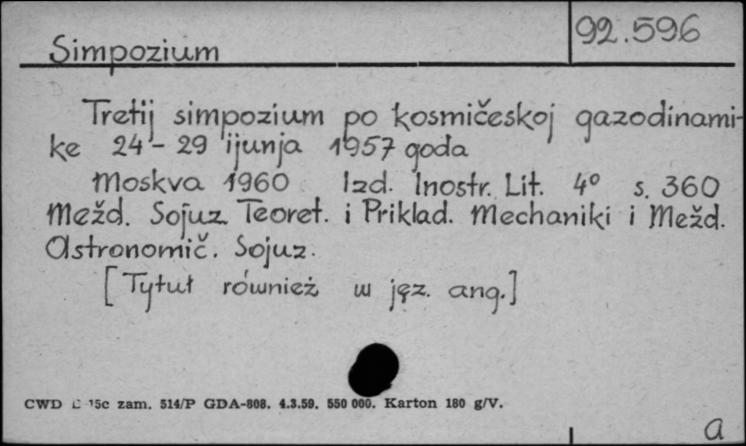 92.596
Simpozium
Tretij simpozium po kosmičeskoj gazodinami-
ke 24 - 29 ijunja 1957 goda
Moskva 1960 Izd. Inostr. Lit. 4° s. 360
Mežd. Sojuz Teoret. i Priklad. Mechaniki i Mežd.
Astronomič. Sojuz.
[Tytuł również w jęz. ang.]
CWD 15c zam. 514/P GDA-808. 4.3.59. 550 000. Karton 180 g/V.
a